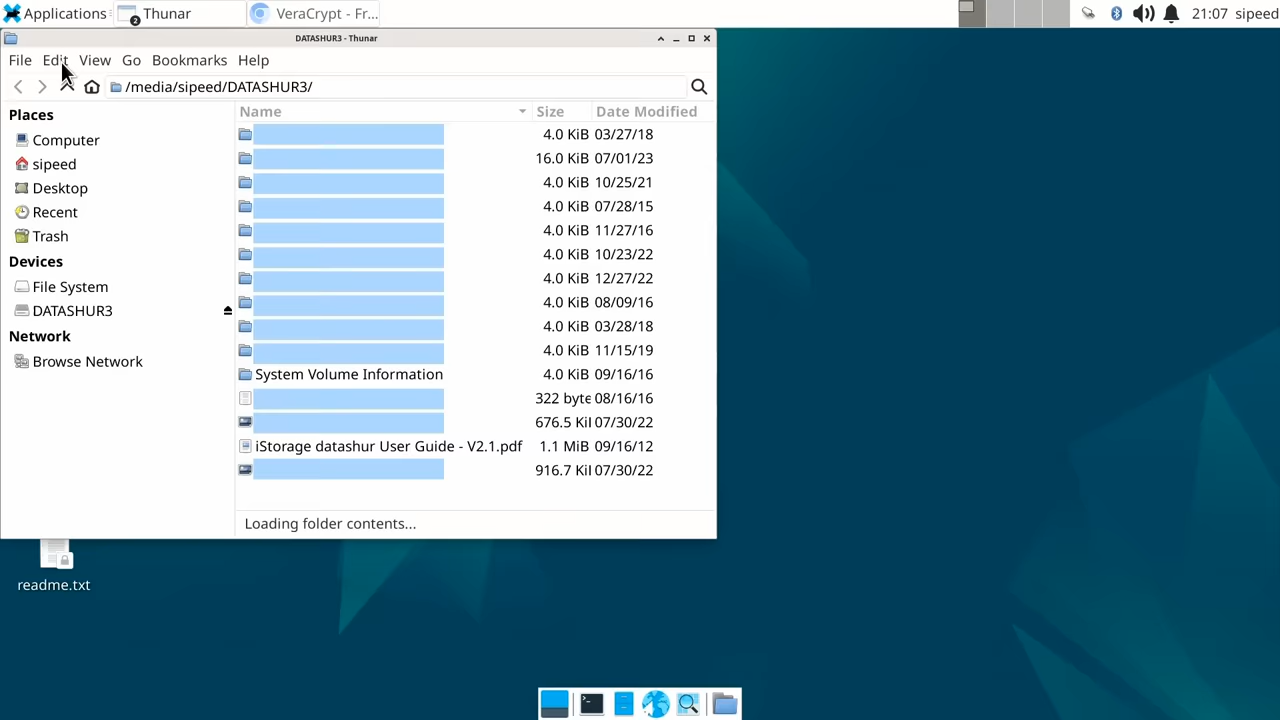 Applications
2 Thunar
VeraCrypt - Fr...
21:07 sipeed
DATASHUR3 - Thunar
File Edit View Go Bookmarks Help
/media/sipeed/DATASHUR3/
Places
Computer
sipeed
Desktop
Recent
Trash
Devices
File System
DATASHUR3
Network
Browse Network
Name Size Date Modified
4.0 KiB 03/27/18
16.0 KiB 07/01/23
4.0 KiB 10/25/21
4.0 KiB 07/28/15
4.0 KiB 11/27/16
4.0 KiB 10/23/22
4.0 KiB 12/27/22
4.0 KiB 08/09/16
4.0 KiB 03/28/18
4.0 KiB 11/15/19
System Volume Information 4.0 KiB 09/16/16
322 byte 08/16/16
676.5 Kil 07/30/22
iStorage datashur User Guide - V2.1.pdf 1.1 MiB 09/16/12
916.7 Kil 07/30/22
Loading folder contents...
readme.txt